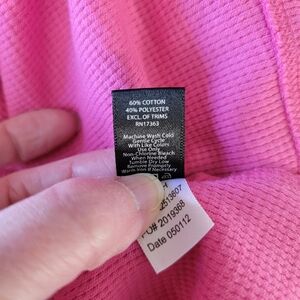 60% COTTON
40% POLYESTER
EXCL. OF TRIMS
RN17363
Machine Wash Cold
Gentle Cycle
With Like Colors
Use Only
Non-Chlorine Bleach
When Needed
Tumble Dry Low
Remove Promptly
Warm Iron If Necessary
2513607
PO# 2019368
Date 050112